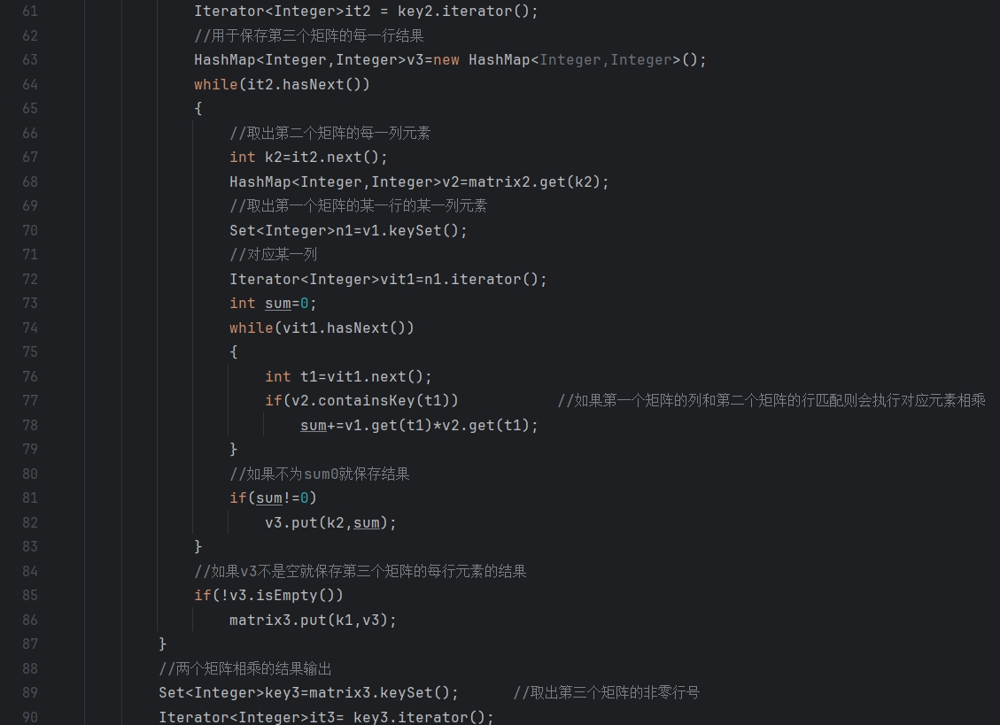 61 Iterator<Integer>it2 = key2.iterator();
62 //用于保存第三个矩阵的每一行结果
63 HashMap<Integer,Integer>v3=new HashMap<Integer,Integer>();
64 while(it2.hasNext())
65 {
66 //取出第二个矩阵的每一列元素
67 int k2=it2.next();
68 HashMap<Integer,Integer>v2=matrix2.get(k2);
69 //取出第一个矩阵的某一行的某一列元素
70 Set<Integer>n1=v1.keySet();
71 //对应某一列
72 Iterator<Integer>vit1=n1.iterator();
73 int sum=0;
74 while(vit1.hasNext())
75 {
76 int t1=vit1.next();
77 if(v2.containsKey(t1)) //如果第一个矩阵的列和第二个矩阵的行匹配则会执行对应元素相乘
78 sum+=v1.get(t1)*v2.get(t1);
79 }
80 //如果不为sum0就保存结果
81 if(sum!=0)
82 v3.put(k2,sum);
83 }
84 //如果v3不是空就保存第三个矩阵的每行元素的结果
85 if(!v3.isEmpty())
86 matrix3.put(k1,v3);
87 }
88 //两个矩阵相乘的结果输出
89 Set<Integer>key3=matrix3.keySet(); //取出第三个矩阵的非零行号
90 Iterator<Integer>it3= key3.iterator();